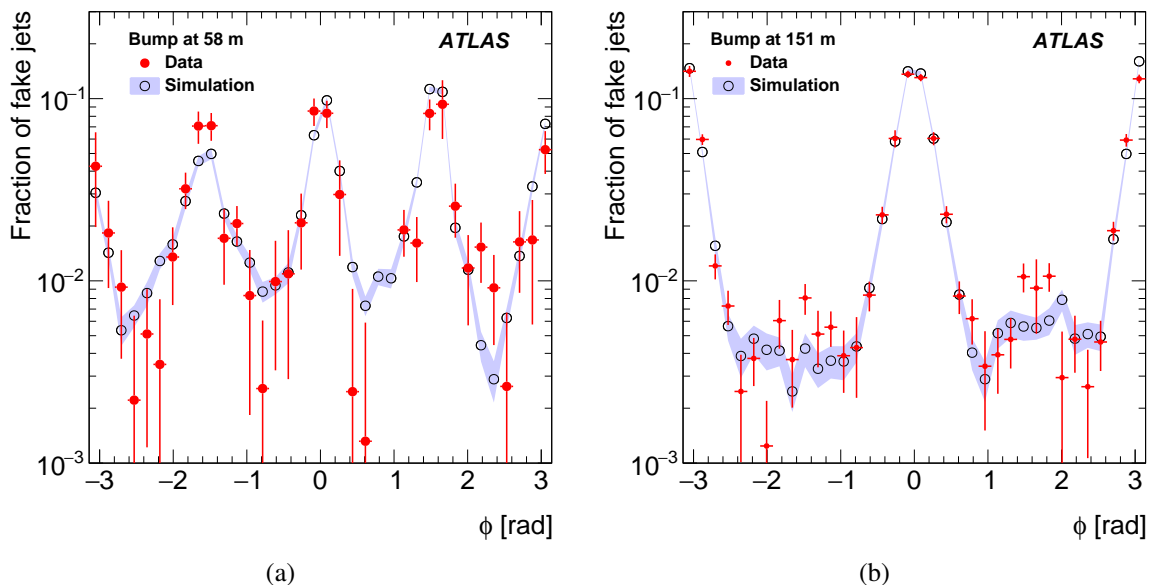 Fraction of fake jets
Bump at 58 m
Data
Simulation
ATLAS
10⁻¹
10⁻²
10⁻³
−3 −2 −1 0 1 2 3
ϕ [rad]
(a)
Fraction of fake jets
Bump at 151 m
Data
Simulation
ATLAS
10⁻¹
10⁻²
10⁻³
−3 −2 −1 0 1 2 3
ϕ [rad]
(b)